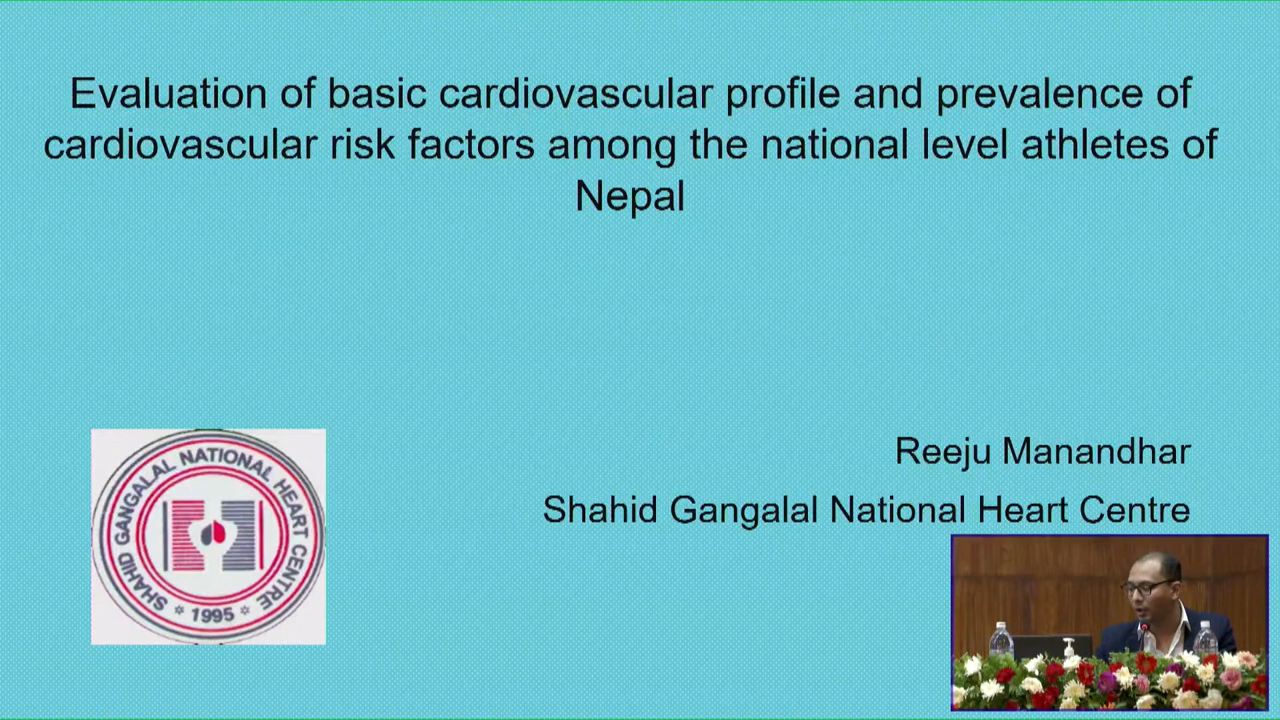 Evaluation of basic cardiovascular profile and prevalence of
cardiovascular risk factors among the national level athletes of
Nepal
Reeju Manandhar
Shahid Gangalal National Heart Centre
SHAHID GANGALAL NATIONAL HEART CENTRE
1995